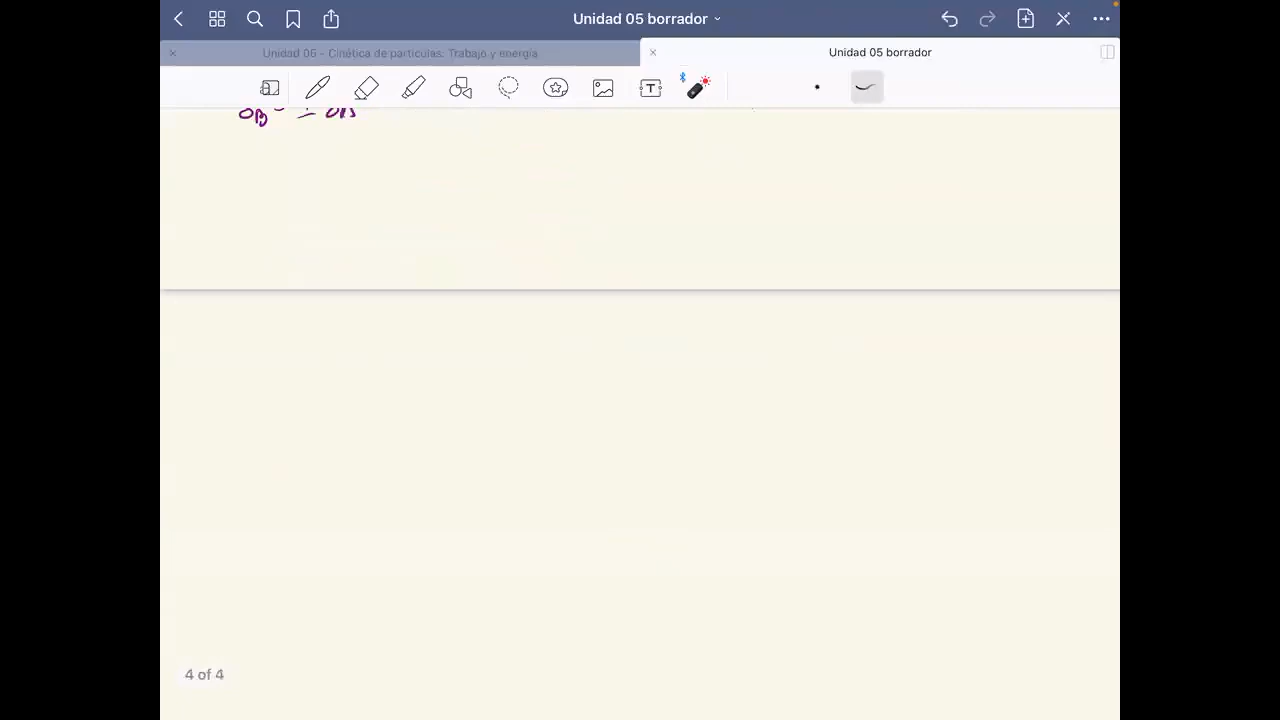 Unidad 05 borrador
Unidad 06 - Cinética de partículas. Trabajo y energía
Unidad 05 borrador
T
4 of 4